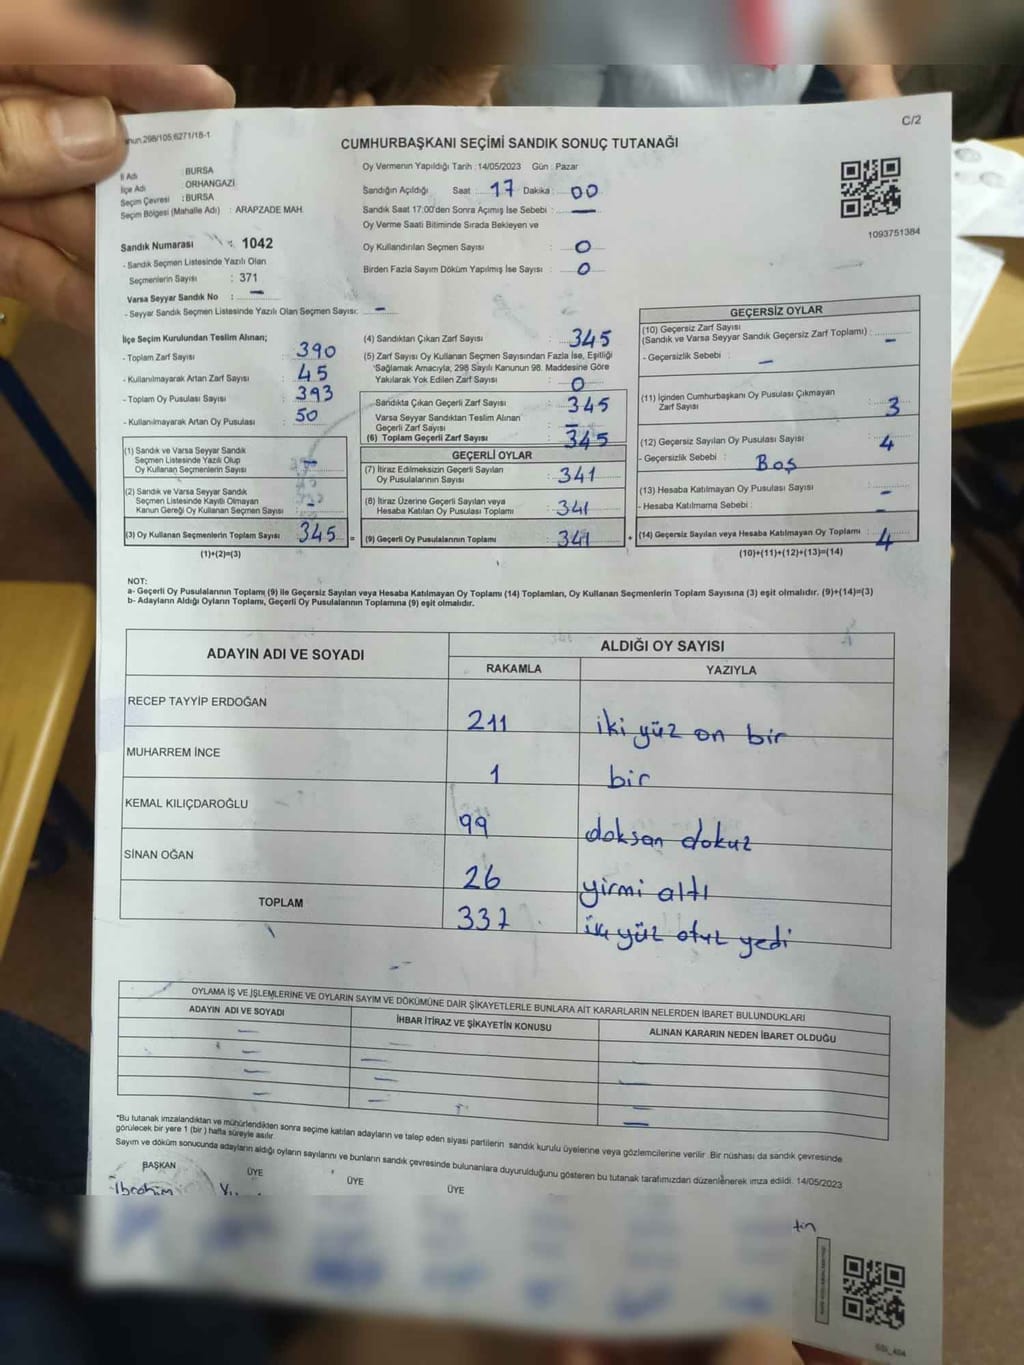 C/2
anun.298/105,6271/18-1
CUMHURBAŞKANI SEÇİMİ SANDIK SONUÇ TUTANAĞI
İl Adı : BURSA
İlçe Adı : ORHANGAZİ
Seçim Çevresi : BURSA
Seçim Bölgesi (Mahalle Adı) : ARAPZADE MAH.
Oy Vermenin Yapıldığı Tarih : 14/05/2023 Gün : Pazar
Sandığın Açıldığı Saat : 17 Dakika : 00
Sandık Saat 17:00'den Sonra Açımış İse Sebebi : —
Oy Verme Saati Bitiminde Sırada Bekleyen ve
Oy Kullandırılan Seçmen Sayısı : 0
Birden Fazla Sayım Döküm Yapılmış İse Sayısı : 0
1093751384
Sandık Numarası : 1042
- Sandık Seçmen Listesinde Yazılı Olan
Seçmenlerin Sayısı : 371
Varsa Seyyar Sandık No : —
- Seyyar Sandık Seçmen Listesinde Yazılı Olan Seçmen Sayısı: —
İlçe Seçim Kurulundan Teslim Alınan;
- Toplam Zarf Sayısı : 390
- Kullanılmayarak Artan Zarf Sayısı : 45
- Toplam Oy Pusulası Sayısı : 393
- Kullanılmayarak Artan Oy Pusulası : 50
(1) Sandık ve Varsa Seyyar Sandık
Seçmen Listesinde Yazılı Olup
Oy Kullanan Seçmenlerin Sayısı : —
(2) Sandık ve Varsa Seyyar Sandık
Seçmen Listesinde Kayıtlı Olmayan
Kanun Gereği Oy Kullanan Seçmen Sayısı : —
(3) Oy Kullanan Seçmenlerin Toplam Sayısı : 345 =
(1)+(2)=(3)
(4) Sandıktan Çıkan Zarf Sayısı : 345
(5) Zarf Sayısı Oy Kullanan Seçmen Sayısından Fazla İse, Eşitliği
Sağlamak Amacıyla, 298 Sayılı Kanunun 98. Maddesine Göre
Yakılarak Yok Edilen Zarf Sayısı : 0
Sandıkta Çıkan Geçerli Zarf Sayısı : 345
Varsa Seyyar Sandıktan Teslim Alınan
Geçerli Zarf Sayısı : —
(6) Toplam Geçerli Zarf Sayısı : 345
GEÇERLİ OYLAR
(7) İtiraz Edilmeksizin Geçerli Sayılan
Oy Pusulalarının Sayısı : 341
(8) İtiraz Üzerine Geçerli Sayılan veya
Hesaba Katılan Oy Pusulası Toplamı : 341
(9) Geçerli Oy Pusulalarının Toplamı : 341 +
GEÇERSİZ OYLAR
(10) Geçersiz Zarf Sayısı
(Sandık ve Varsa Seyyar Sandık Geçersiz Zarf Toplamı) : —
- Geçersizlik Sebebi : —
(11) İçinden Cumhurbaşkanı Oy Pusulası Çıkmayan
Zarf Sayısı : 3
(12) Geçersiz Sayılan Oy Pusulası Sayısı : 4
- Geçersizlik Sebebi : Boş
(13) Hesaba Katılmayan Oy Pusulası Sayısı : —
- Hesaba Katılmama Sebebi : —
(14) Geçersiz Sayılan veya Hesaba Katılmayan Oy Toplamı : 4
(10)+(11)+(12)+(13)=(14)
NOT:
a- Geçerli Oy Pusulalarının Toplamı (9) ile Geçersiz Sayılan veya Hesaba Katılmayan Oy Toplamı (14) Toplamları, Oy Kullanan Seçmenlerin Toplam Sayısına (3) eşit olmalıdır. (9)+(14)=(3)
b- Adayların Aldığı Oyların Toplamı, Geçerli Oy Pusulalarının Toplamına (9) eşit olmalıdır.
ADAYIN ADI VE SOYADI ALDIĞI OY SAYISI
RAKAMLA YAZIYLA
RECEP TAYYİP ERDOĞAN 211 iki yüz on bir
MUHARREM İNCE 1 bir
KEMAL KILIÇDAROĞLU 99 doksan dokuz
SİNAN OĞAN 26 yirmi altı
TOPLAM 337 iki yüz otuz yedi
OYLAMA İŞ VE İŞLEMLERİNE VE OYLARIN SAYIM VE DÖKÜMÜNE DAİR ŞİKAYETLERLE BUNLARA AİT KARARLARIN NELERDEN İBARET BULUNDUKLARI
ADAYIN ADI VE SOYADI İHBAR İTİRAZ VE ŞİKAYETİN KONUSU ALINAN KARARIN NEDEN İBARET OLDUĞU
*Bu tutanak imzalandıktan ve mühürlendikten sonra seçime katılan adayların ve talep eden siyasi partilerin sandık kurulu üyelerine veya gözlemcilerine verilir. Bir nüshası da sandık çevresinde
görülecek bir yere 1 (bir) hafta süreyle asılır.
Sayım ve döküm sonucunda adayların aldığı oyların sayılarını ve bunların sandık çevresinde bulunanlara duyurulduğunu gösteren bu tutanak tarafımızdan düzenlenerek imza edildi. 14/05/2023
BAŞKAN ÜYE ÜYE ÜYE
İbrahim